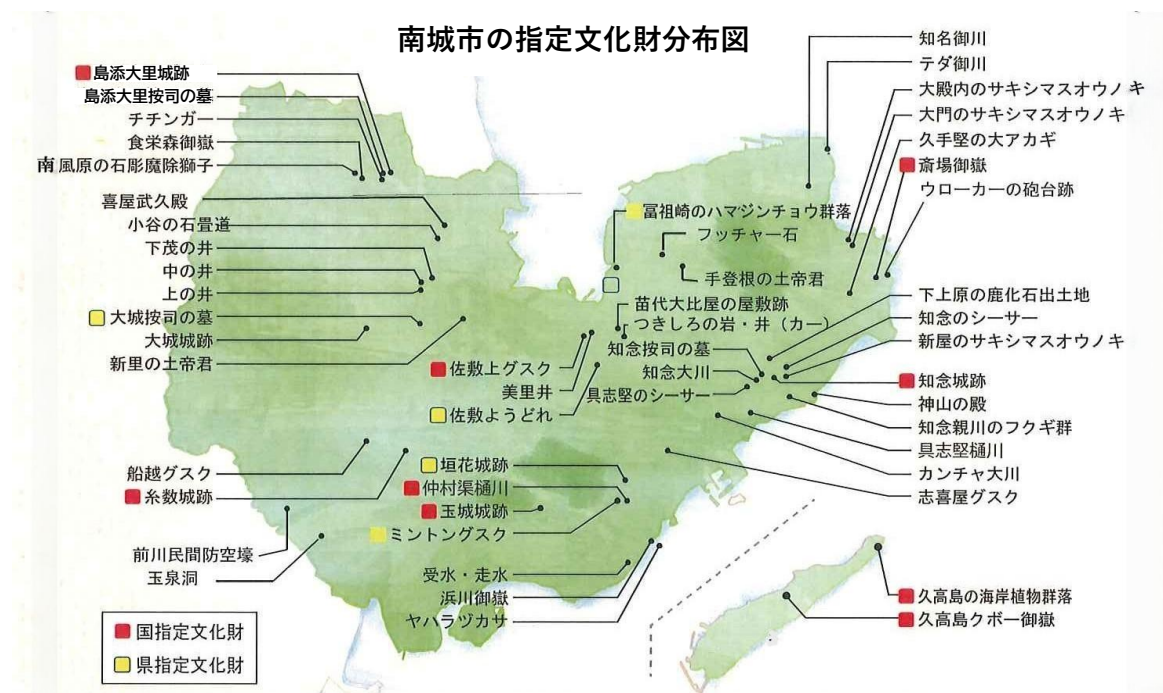 南城市の指定文化財分布図
島添大里城跡
島添大里按司の墓
チチンガー
食栄森御嶽
南風原の石彫魔除獅子
喜屋武久殿
小谷の石畳道
下茂の井
中の井
上の井
大城按司の墓
大城城跡
新里の土帝君
船越グスク
糸数城跡
前川民間防空壕
玉泉洞
国指定文化財
県指定文化財
冨祖崎のハマジンチョウ群落
フッチャー石
手登根の土帝君
苗代大比屋の屋敷跡
つきしろの岩・井(カー)
知念按司の墓
知念大川
具志堅のシーサー
佐敷上グスク
美里井
佐敷ようどれ
垣花城跡
仲村渠樋川
玉城城跡
ミントングスク
受水・走水
浜川御嶽
ヤハラヅカサ
知名御川
テダ御川
大殿内のサキシマスオウノキ
大門のサキシマスオウノキ
久手堅の大アカギ
斎場御嶽
ウローカーの砲台跡
下上原の鹿化石出土地
知念のシーサー
新屋のサキシマスオウノキ
知念城跡
神山の殿
知念親川のフクギ群
具志堅樋川
カンチャ大川
志喜屋グスク
久高島の海岸植物群落
久高島クボー御嶽